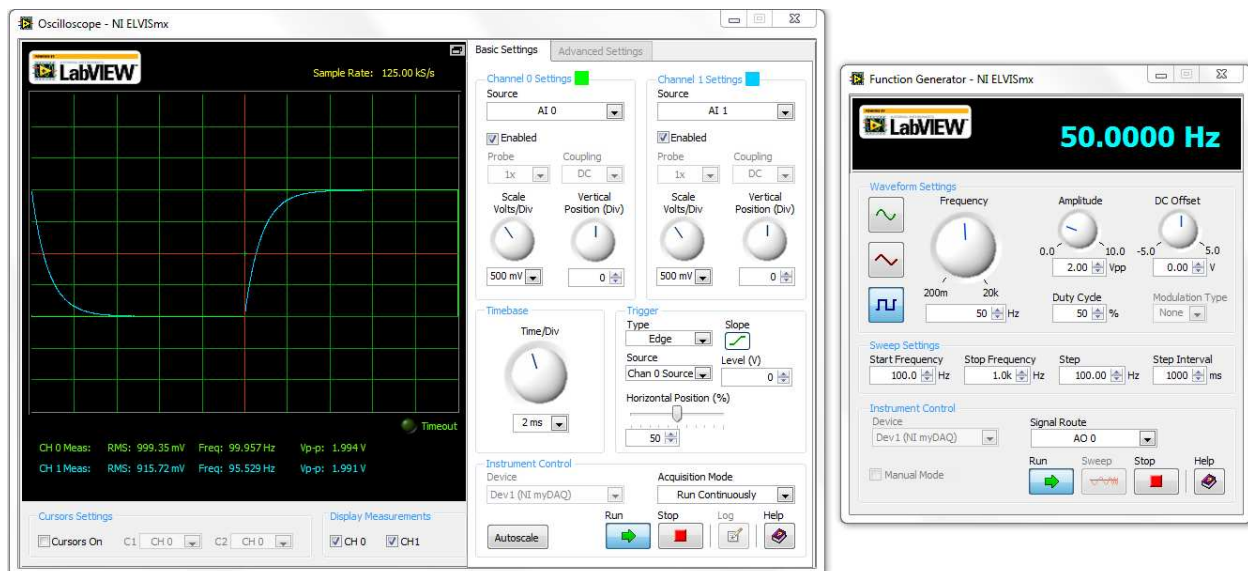 Oscilloscope - NI ELVISmx
LabVIEW
Sample Rate: 125.00 kS/s
Timeout
CH 0 Meas: RMS: 999.35 mV Freq: 99.957 Hz Vp-p: 1.994 V
CH 1 Meas: RMS: 915.72 mV Freq: 95.529 Hz Vp-p: 1.991 V
Cursors Settings
Cursors On C1 CH 0 C2 CH 0
Display Measurements
CH 0 CH1
Basic Settings Advanced Settings
Channel 0 Settings
Source
AI 0
Enabled
Probe Coupling
1x DC
Scale Vertical
Volts/Div Position (Div)
500 mV 0
Channel 1 Settings
Source
AI 1
Enabled
Probe Coupling
1x DC
Scale Vertical
Volts/Div Position (Div)
500 mV 0
Timebase
Time/Div
2 ms
Trigger
Type Slope
Edge
Source Level (V)
Chan 0 Source 0
Horizontal Position (%)
50
Instrument Control
Device Acquisition Mode
Dev1 (NI myDAQ) Run Continuously
Run Stop Log Help
Autoscale
Function Generator - NI ELVISmx
LabVIEW
50.0000 Hz
Waveform Settings
Frequency Amplitude DC Offset
0.0 10.0 -5.0 5.0
2.00 Vpp 0.00 V
200m 20k
Duty Cycle Modulation Type
50 Hz 50 % None
Sweep Settings
Start Frequency Stop Frequency Step Step Interval
100.0 Hz 1.0k Hz 100.00 Hz 1000 ms
Instrument Control
Device Signal Route
Dev1 (NI myDAQ) AO 0
Run Sweep Stop Help
Manual Mode